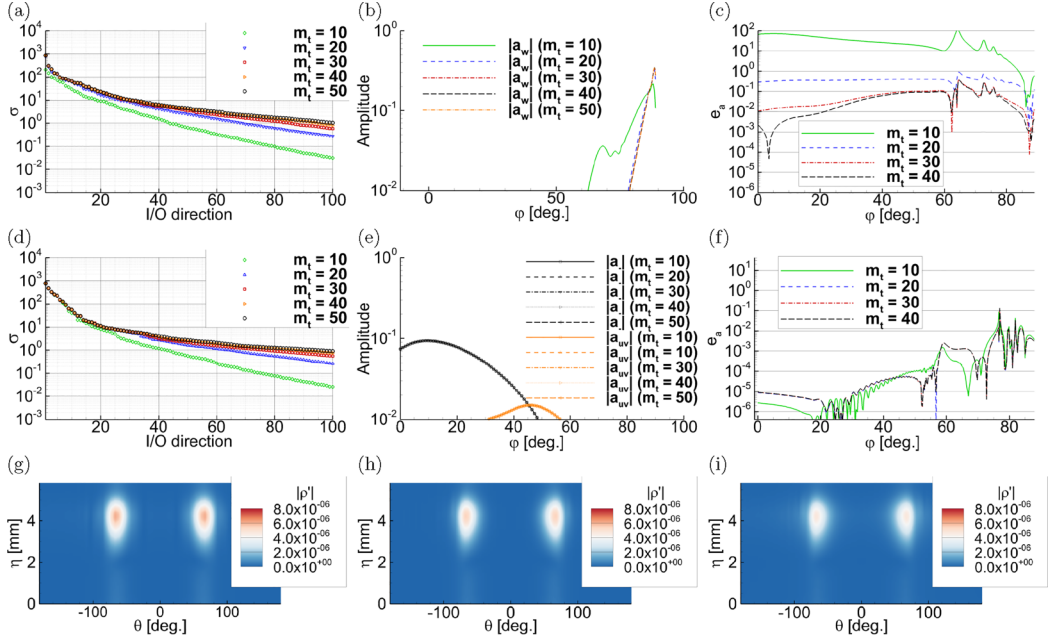 (a)
10⁴
10³
10²
10¹
10⁰
10⁻¹
10⁻²
10⁻³
σ
20 40 60 80 100
I/O direction
mₜ = 10
mₜ = 20
mₜ = 30
mₜ = 40
mₜ = 50
(b)
Amplitude
10⁰
10⁻¹
10⁻²
0 50 100
φ [deg.]
|a_w| (mₜ = 10)
|a_w| (mₜ = 20)
|a_w| (mₜ = 30)
|a_w| (mₜ = 40)
|a_w| (mₜ = 50)
(c)
eₐ
10²
10¹
10⁰
10⁻¹
10⁻²
10⁻³
10⁻⁴
10⁻⁵
10⁻⁶
0 20 40 60 80
φ [deg.]
mₜ = 10
mₜ = 20
mₜ = 30
mₜ = 40
(d)
10⁴
10³
10²
10¹
10⁰
10⁻¹
10⁻²
10⁻³
σ
20 40 60 80 100
I/O direction
mₜ = 10
mₜ = 20
mₜ = 30
mₜ = 40
mₜ = 50
(e)
Amplitude
10⁰
10⁻¹
10⁻²
0 20 40 60 80 100
φ [deg.]
(mₜ = 10)
(mₜ = 20)
(mₜ = 30)
(mₜ = 40)
(mₜ = 50)
|a_uv| (mₜ = 10)
|a_uv| (mₜ = 10)
|a_uv| (mₜ = 30)
|a_uv| (mₜ = 40)
|a_uv| (mₜ = 50)
(f)
eₐ
10¹
10⁰
10⁻¹
10⁻²
10⁻³
10⁻⁴
10⁻⁵
10⁻⁶
0 20 40 60 80
φ [deg.]
mₜ = 10
mₜ = 20
mₜ = 30
mₜ = 40
(g)
η [mm]
4
2
0
-100 0 100
θ [deg.]
|ρ'|
8.0x10⁻⁰⁶
6.0x10⁻⁰⁶
4.0x10⁻⁰⁶
2.0x10⁻⁰⁶
0.0x10⁺⁰⁰
(h)
η [mm]
4
2
0
-100 0 100
θ [deg.]
|ρ'|
8.0x10⁻⁰⁶
6.0x10⁻⁰⁶
4.0x10⁻⁰⁶
2.0x10⁻⁰⁶
0.0x10⁺⁰⁰
(i)
η [mm]
4
2
0
-100 0 100
θ [deg.]
|ρ'|
8.0x10⁻⁰⁶
6.0x10⁻⁰⁶
4.0x10⁻⁰⁶
2.0x10⁻⁰⁶
0.0x10⁺⁰⁰